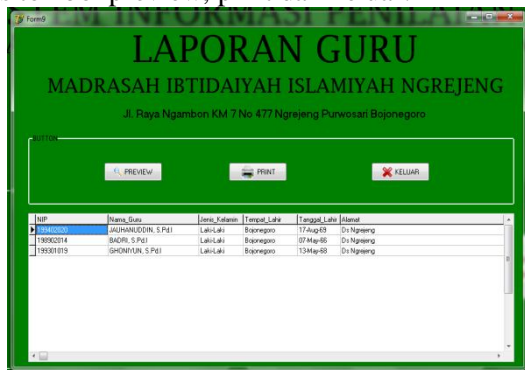 Form9
LAPORAN GURU
MADRASAH IBTIDAIYAH ISLAMIYAH NGREJENG
Jl. Raya Ngambon KM 7 No 477 Ngrejeng Purwosari Bojonegoro
BUTTON
PREVIEW PRINT KELUAR
NIP Nama_Guru Jenis_Kelamin Tempat_Lahir Tanggal_Lahir Alamat
199402020 JAUHANUDDIN, S.Pd.I Laki-Laki Bojonegoro 17-Aug-69 Ds Ngrejeng
198902014 BADRI, S.Pd.I Laki-Laki Bojonegoro 07-May-66 Ds Ngrejeng
199301019 GHONIYUN, S.Pd.I Laki-Laki Bojonegoro 13-May-68 Ds Ngrejeng